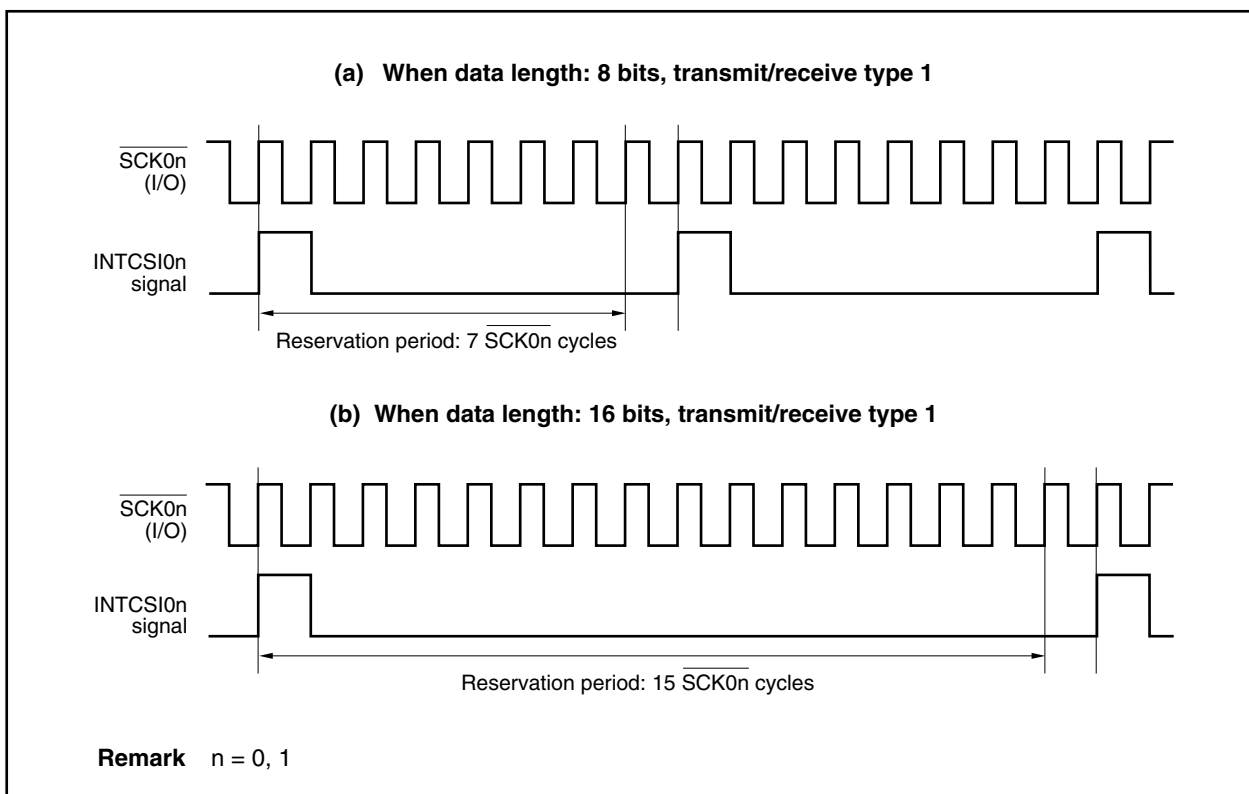 (a) When data length: 8 bits, transmit/receive type 1
SCK0n
(I/O)
INTCSI0n
signal
Reservation period: 7 SCK0n cycles
(b) When data length: 16 bits, transmit/receive type 1
SCK0n
(I/O)
INTCSI0n
signal
Reservation period: 15 SCK0n cycles
Remark n = 0, 1